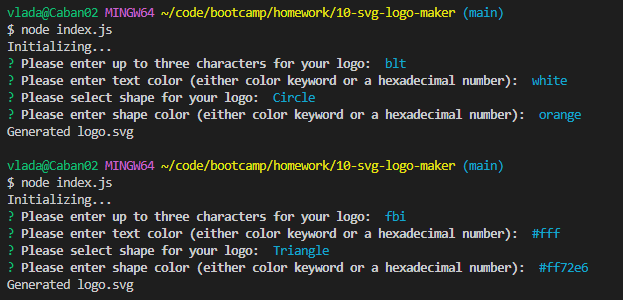 vlada@Caban02 MINGW64 ~/code/bootcamp/homework/10-svg-logo-maker (main)
$ node index.js
Initializing...
? Please enter up to three characters for your logo:  blt
? Please enter text color (either color keyword or a hexadecimal number):  white
? Please select shape for your logo:  Circle
? Please enter shape color (either color keyword or a hexadecimal number):  orange
Generated logo.svg
vlada@Caban02 MINGW64 ~/code/bootcamp/homework/10-svg-logo-maker (main)
$ node index.js
Initializing...
? Please enter up to three characters for your logo:  fbi
? Please enter text color (either color keyword or a hexadecimal number):  #fff
? Please select shape for your logo:  Triangle
? Please enter shape color (either color keyword or a hexadecimal number):  #ff72e6
Generated logo.svg